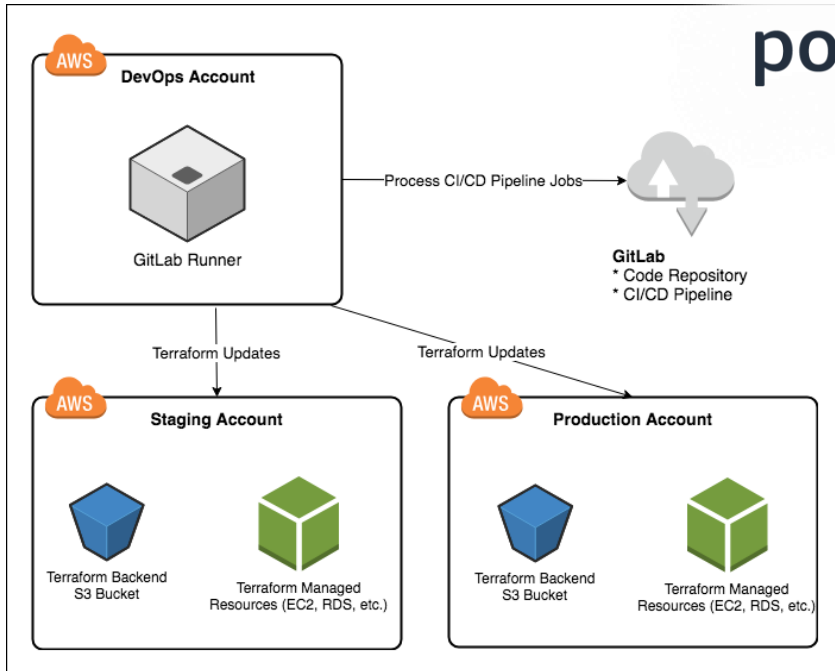 po
AWS
DevOps Account
GitLab Runner
Process CI/CD Pipeline Jobs
GitLab
* Code Repository
* CI/CD Pipeline
Terraform Updates
Terraform Updates
AWS
Staging Account
Terraform Backend
S3 Bucket
Terraform Managed
Resources (EC2, RDS, etc.)
AWS
Production Account
Terraform Backend
S3 Bucket
Terraform Managed
Resources (EC2, RDS, etc.)